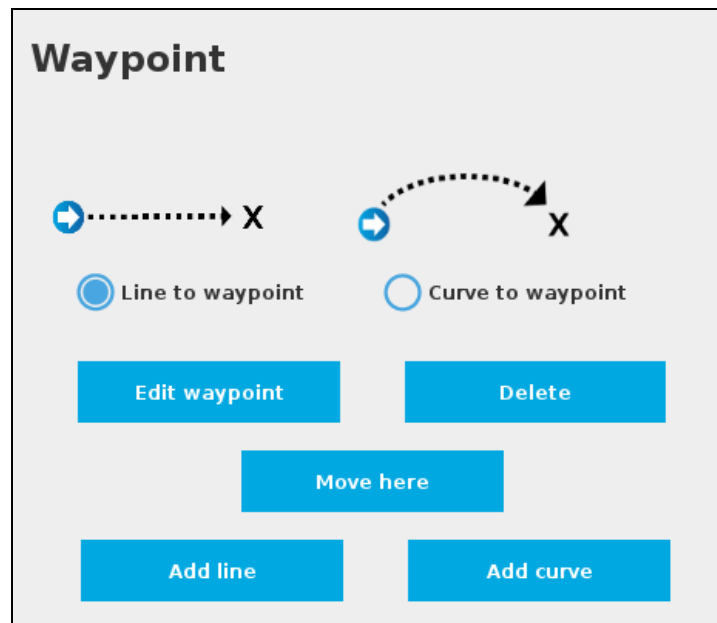 Waypoint
X
X
Line to waypoint
Curve to waypoint
Edit waypoint
Delete
Move here
Add line
Add curve